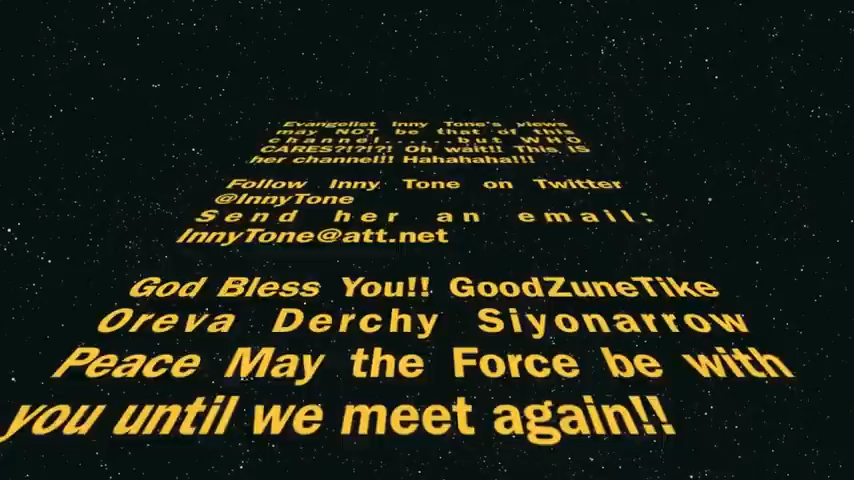 Evangelist Inny Tone's views
may NOT be that of this
channel.....but WHO
CARES?!?!?! Oh wait!! This IS
her channel!! Hahahaha!!!
Follow Inny Tone on Twitter
@InnyTone
Send her an email:
InnyTone@att.net
God Bless You!! GoodZuneTike
Oreva Derchy Siyonarrow
Peace May the Force be with
you until we meet again!!